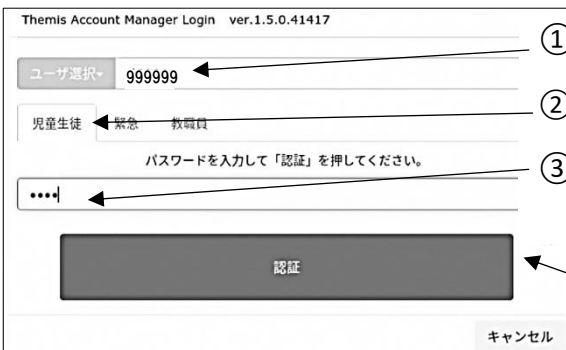 Themis Account Manager Login ver.1.5.0.41417
①
ユーザ選択 999999
②
児童生徒 緊急 教職員
パスワードを入力して「認証」を押してください。
③
••••
認証
キャンセル